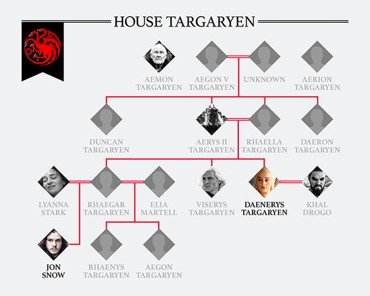 HOUSE TARGARYEN
AEMON
TARGARYEN
AEGON V
TARGARYEN
UNKNOWN
AERION
TARGARYEN
DUNCAN
TARGARYEN
AERYS II
TARGARYEN
RHAELLA
TARGARYEN
DAERON
TARGARYEN
LYANNA
STARK
RHAEGAR
TARGARYEN
ELIA
MARTELL
VISERYS
TARGARYEN
DAENERYS
TARGARYEN
KHAL
DROGO
JON
SNOW
RHAENYS
TARGARYEN
AEGON
TARGARYEN